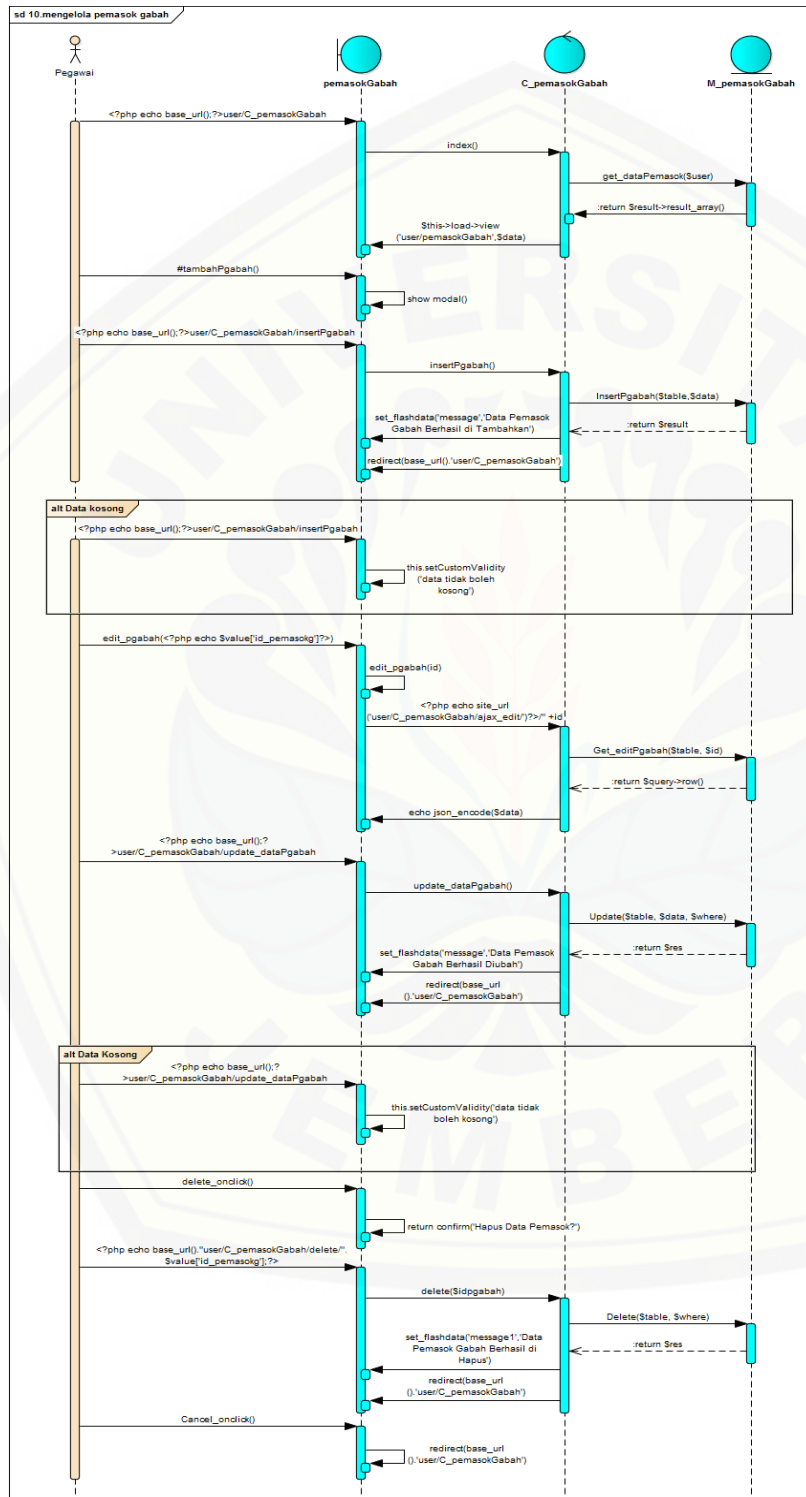 sd 10.mengelola pemasok gabah
Pegawai
pemasokGabah
C_pemasokGabah
M_pemasokGabah
<?php echo base_url();?>user/C_pemasokGabah
index()
get_dataPemasok($user)
:return $result->result_array()
$this->load->view
('user/pemasokGabah',$data)
#tambahPgabah()
show modal()
<?php echo base_url();?>user/C_pemasokGabah/insertPgabah
insertPgabah()
InsertPgabah($table,$data)
:return $result
set_flashdata('message','Data Pemasok
Gabah Berhasil di Tambahkan')
redirect(base_url().'user/C_pemasokGabah')
alt Data kosong
<?php echo base_url();?>user/C_pemasokGabah/insertPgabah
this.setCustomValidity
('data tidak boleh
kosong')
edit_pgabah(<?php echo $value['id_pemasokg']?>)
edit_pgabah(id)
<?php echo site_url
('user/C_pemasokGabah/ajax_edit/')?>/" +id
Get_editPgabah($table, $id)
:return $query->row()
echo json_encode($data)
<?php echo base_url();?
>user/C_pemasokGabah/update_dataPgabah
update_dataPgabah()
Update($table, $data, $where)
:return $res
set_flashdata('message','Data Pemasok
Gabah Berhasil Diubah')
redirect(base_url
().'user/C_pemasokGabah')
alt Data Kosong
<?php echo base_url();?
>user/C_pemasokGabah/update_dataPgabah
this.setCustomValidity('data tidak
boleh kosong')
delete_onclick()
return confirm('Hapus Data Pemasok?')
<?php echo base_url()."user/C_pemasokGabah/delete/".
$value['id_pemasokg'];?>
delete($idpgabah)
Delete($table, $where)
:return $res
set_flashdata('message1','Data
Pemasok Gabah Berhasil di
Hapus')
redirect(base_url
().'user/C_pemasokGabah')
Cancel_onclick()
redirect(base_url
().'user/C_pemasokGabah')
UNIVERSITA
JEMBER